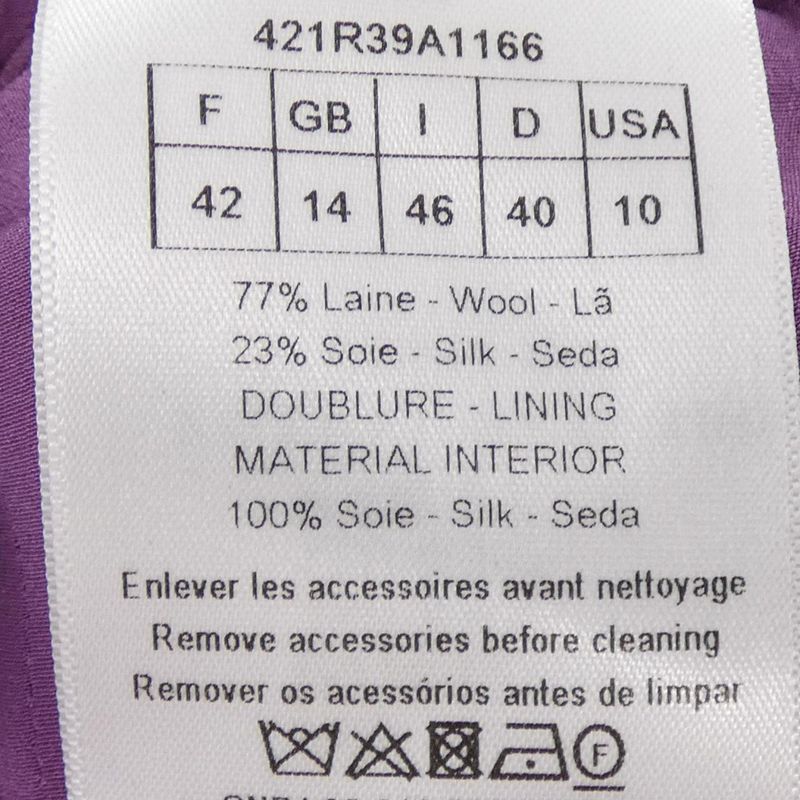 421R39A1166
F GB I D USA
42 14 46 40 10
77% Laine - Wool - Lã
23% Soie - Silk - Seda
DOUBLURE - LINING
MATERIAL INTERIOR
100% Soie - Silk - Seda
Enlever les accessoires avant nettoyage
Remove accessories before cleaning
Remover os acessórios antes de limpar
F